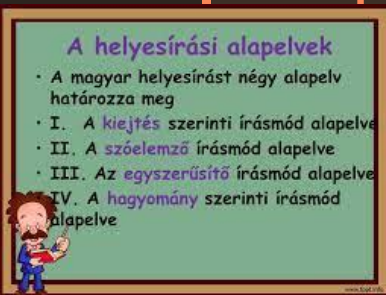 A helyesírási alapelvek
· A magyar helyesírást négy alapelv
határozza meg
· I. A kiejtés szerinti írásmód alapelve
· II. A szóelemző írásmód alapelve
· III. Az egyszerűsítő írásmód alapelve
IV. A hagyomány szerinti írásmód
alapelve